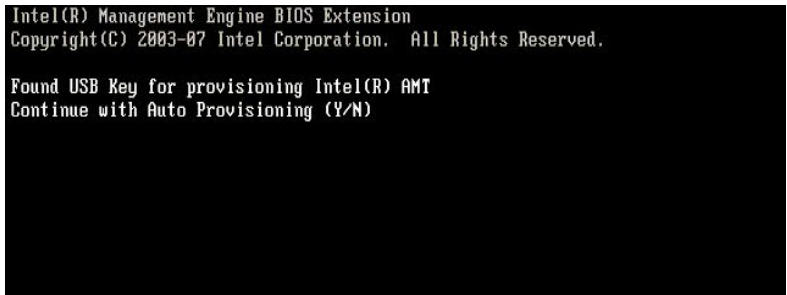 Intel(R) Management Engine BIOS Extension
Copyright(C) 2003-07 Intel Corporation.  All Rights Reserved.
Found USB Key for provisioning Intel(R) AMT
Continue with Auto Provisioning (Y/N)